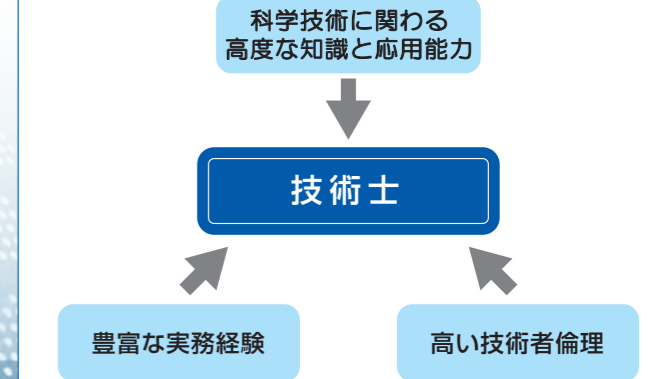 科学技術に関わる
高度な知識と応用能力
技術士
豊富な実務経験
高い技術者倫理